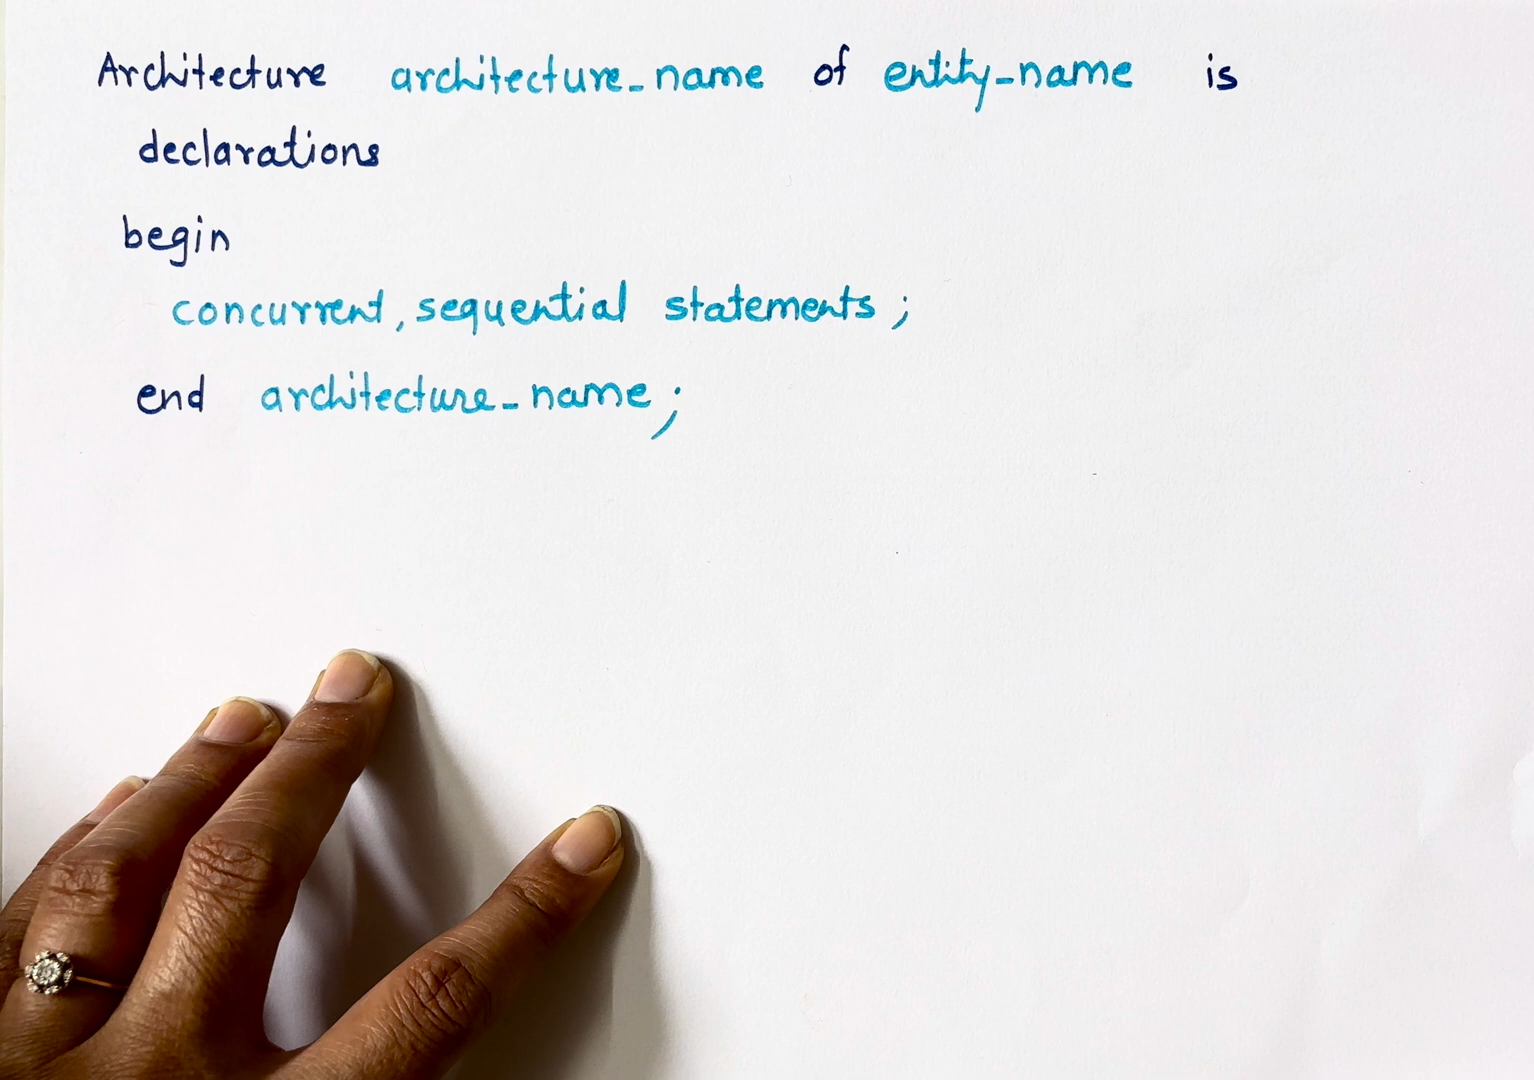 Architecture architecture_name of entity_name is
declarations
begin
concurrent, sequential statements ;
end architecture_name ;